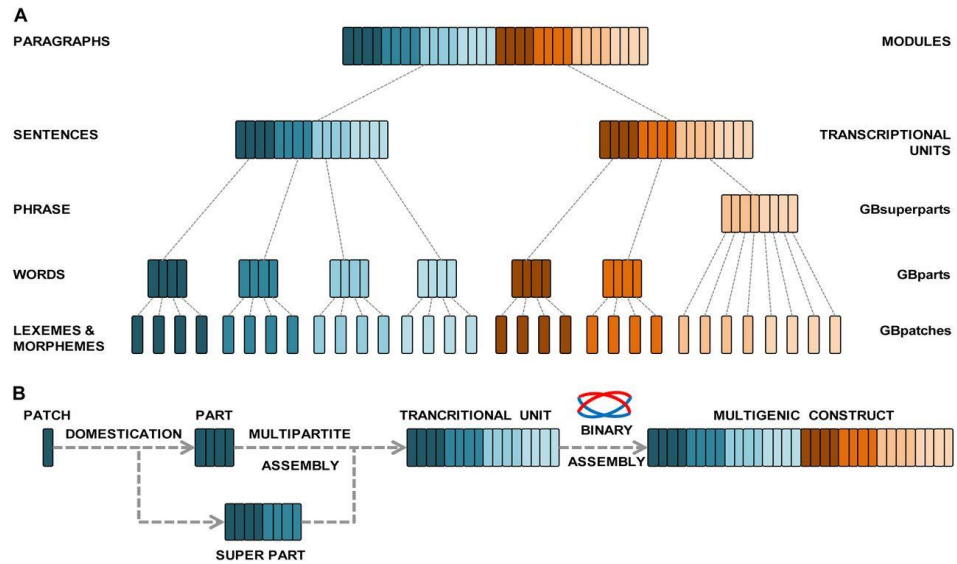 A
PARAGRAPHS
MODULES
SENTENCES
TRANSCRIPTIONAL
UNITS
PHRASE
GBsuperparts
WORDS
GBparts
LEXEMES &
MORPHEMES
GBpatches
B
PATCH
DOMESTICATION
PART
MULTIPARTITE
ASSEMBLY
SUPER PART
TRANCRITIONAL UNIT
BINARY
ASSEMBLY
MULTIGENIC CONSTRUCT